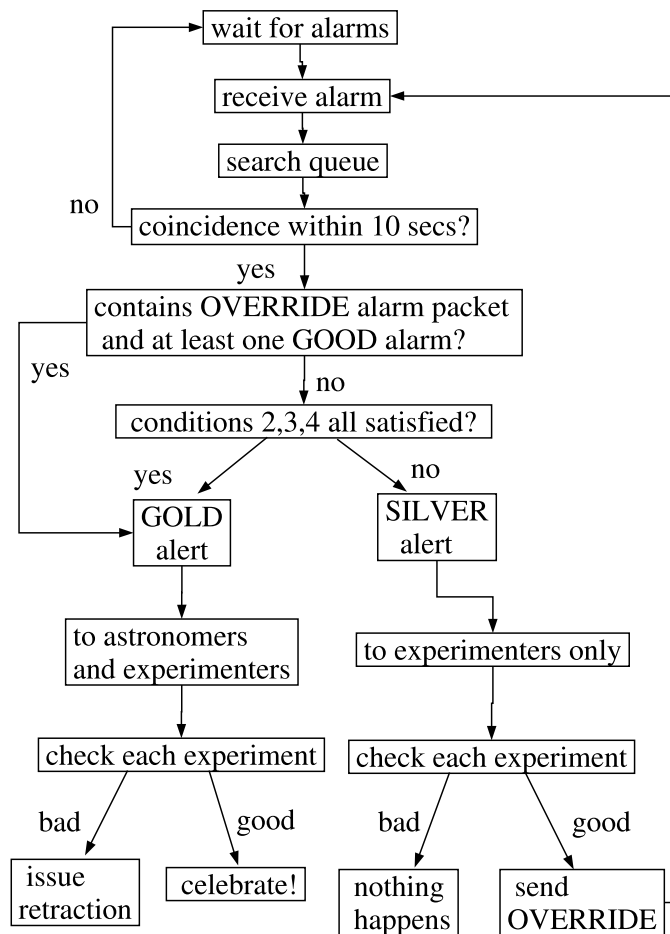 wait for alarms
receive alarm
search queue
no
coincidence within 10 secs?
yes
contains OVERRIDE alarm packet
and at least one GOOD alarm?
yes
no
conditions 2,3,4 all satisfied?
yes
no
GOLD
alert
SILVER
alert
to astronomers
and experimenters
to experimenters only
check each experiment
check each experiment
bad
good
bad
good
issue
retraction
celebrate!
nothing
happens
send
OVERRIDE